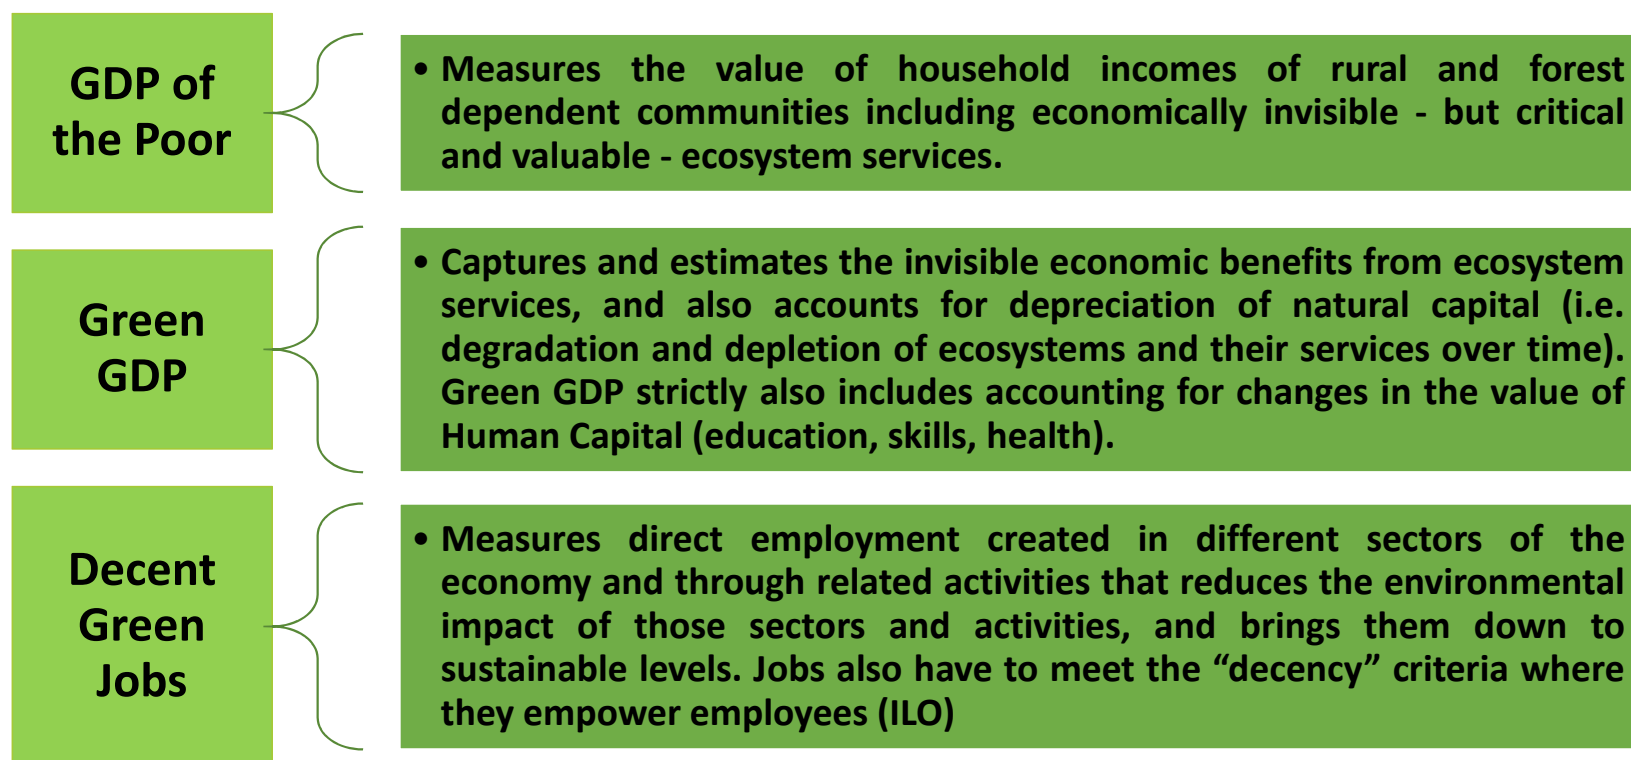 GDP of
the Poor
• Measures the value of household incomes of rural and forest
dependent communities including economically invisible - but critical
and valuable - ecosystem services.
Green
GDP
• Captures and estimates the invisible economic benefits from ecosystem
services, and also accounts for depreciation of natural capital (i.e.
degradation and depletion of ecosystems and their services over time).
Green GDP strictly also includes accounting for changes in the value of
Human Capital (education, skills, health).
Decent
Green
Jobs
• Measures direct employment created in different sectors of the
economy and through related activities that reduces the environmental
impact of those sectors and activities, and brings them down to
sustainable levels. Jobs also have to meet the “decency” criteria where
they empower employees (ILO)